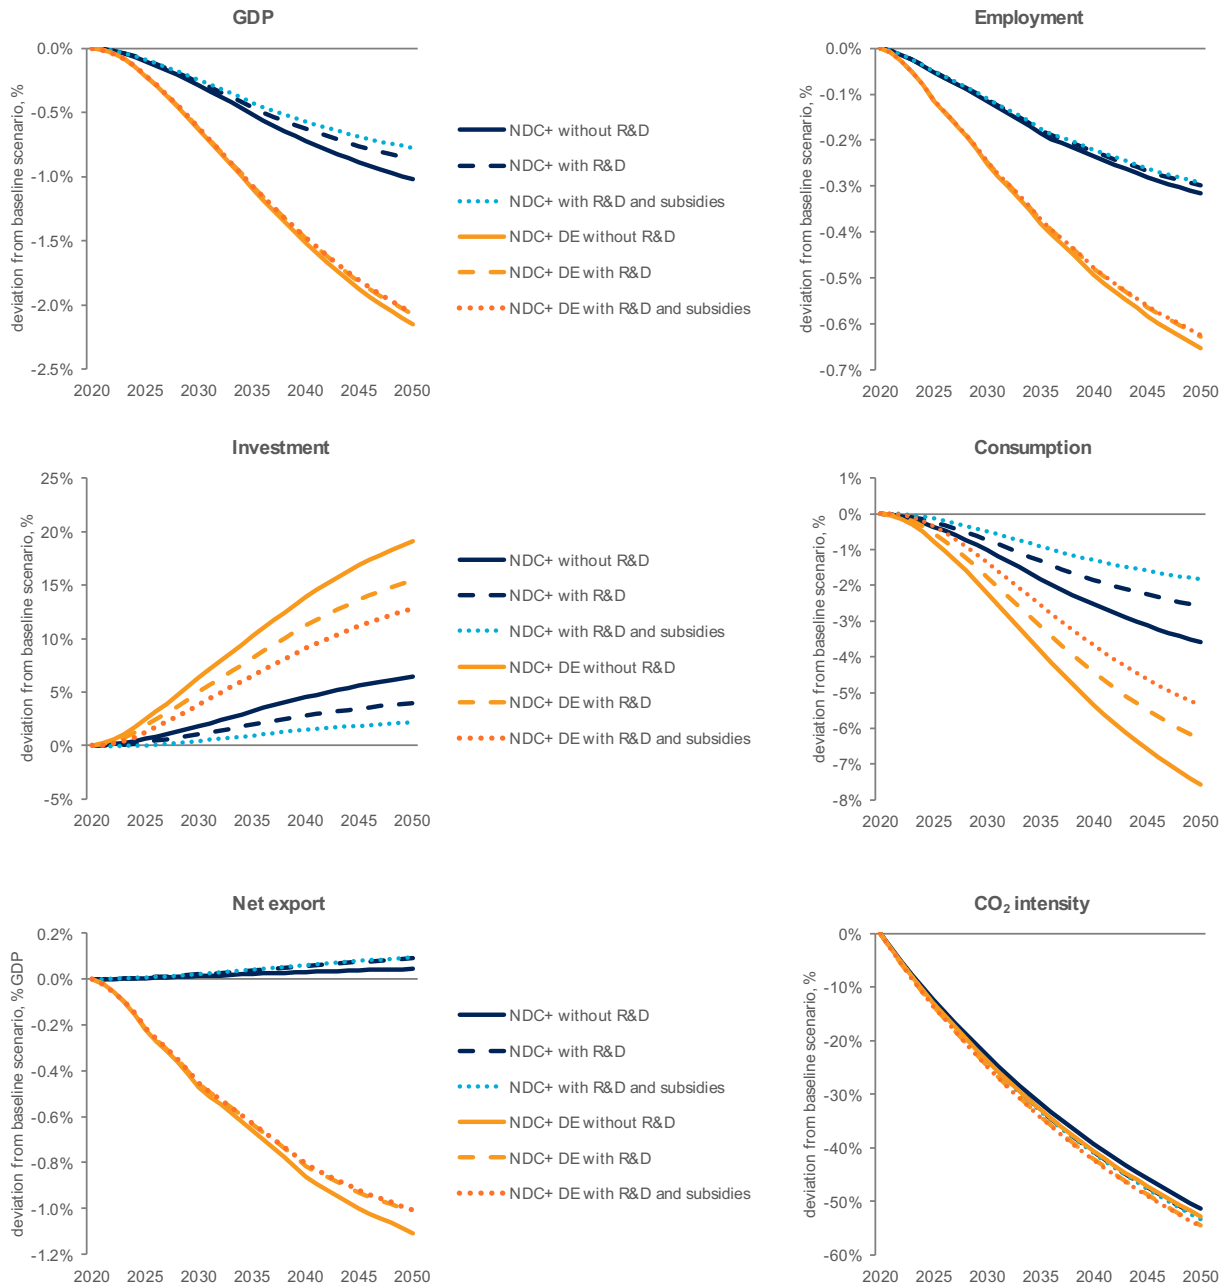 GDP
deviation from baseline scenario, %
0.0%
-0.5%
-1.0%
-1.5%
-2.0%
-2.5%
2020 2025 2030 2035 2040 2045 2050
NDC+ without R&D
NDC+ with R&D
NDC+ with R&D and subsidies
NDC+ DE without R&D
NDC+ DE with R&D
NDC+ DE with R&D and subsidies
Employment
deviation from baseline scenario, %
0.0%
-0.1%
-0.2%
-0.3%
-0.4%
-0.5%
-0.6%
-0.7%
2020 2025 2030 2035 2040 2045 2050
Investment
deviation from baseline scenario, %
25%
20%
15%
10%
5%
0%
-5%
2020 2025 2030 2035 2040 2045 2050
NDC+ without R&D
NDC+ with R&D
NDC+ with R&D and subsidies
NDC+ DE without R&D
NDC+ DE with R&D
NDC+ DE with R&D and subsidies
Consumption
deviation from baseline scenario, %
1%
0%
-1%
-2%
-3%
-4%
-5%
-6%
-7%
-8%
2020 2025 2030 2035 2040 2045 2050
Net export
deviation from baseline scenario, % GDP
0.2%
0.0%
-0.2%
-0.4%
-0.6%
-0.8%
-1.0%
-1.2%
2020 2025 2030 2035 2040 2045 2050
NDC+ without R&D
NDC+ with R&D
NDC+ with R&D and subsidies
NDC+ DE without R&D
NDC+ DE with R&D
NDC+ DE with R&D and subsidies
CO₂ intensity
deviation from baseline scenario, %
0%
-10%
-20%
-30%
-40%
-50%
-60%
2020 2025 2030 2035 2040 2045 2050